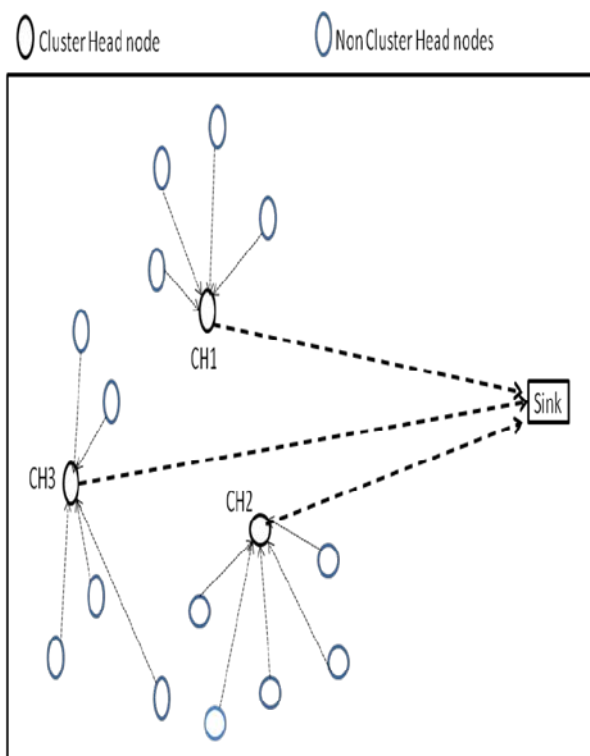 Cluster Head node
Non Cluster Head nodes
CH1
Sink
CH3
CH2